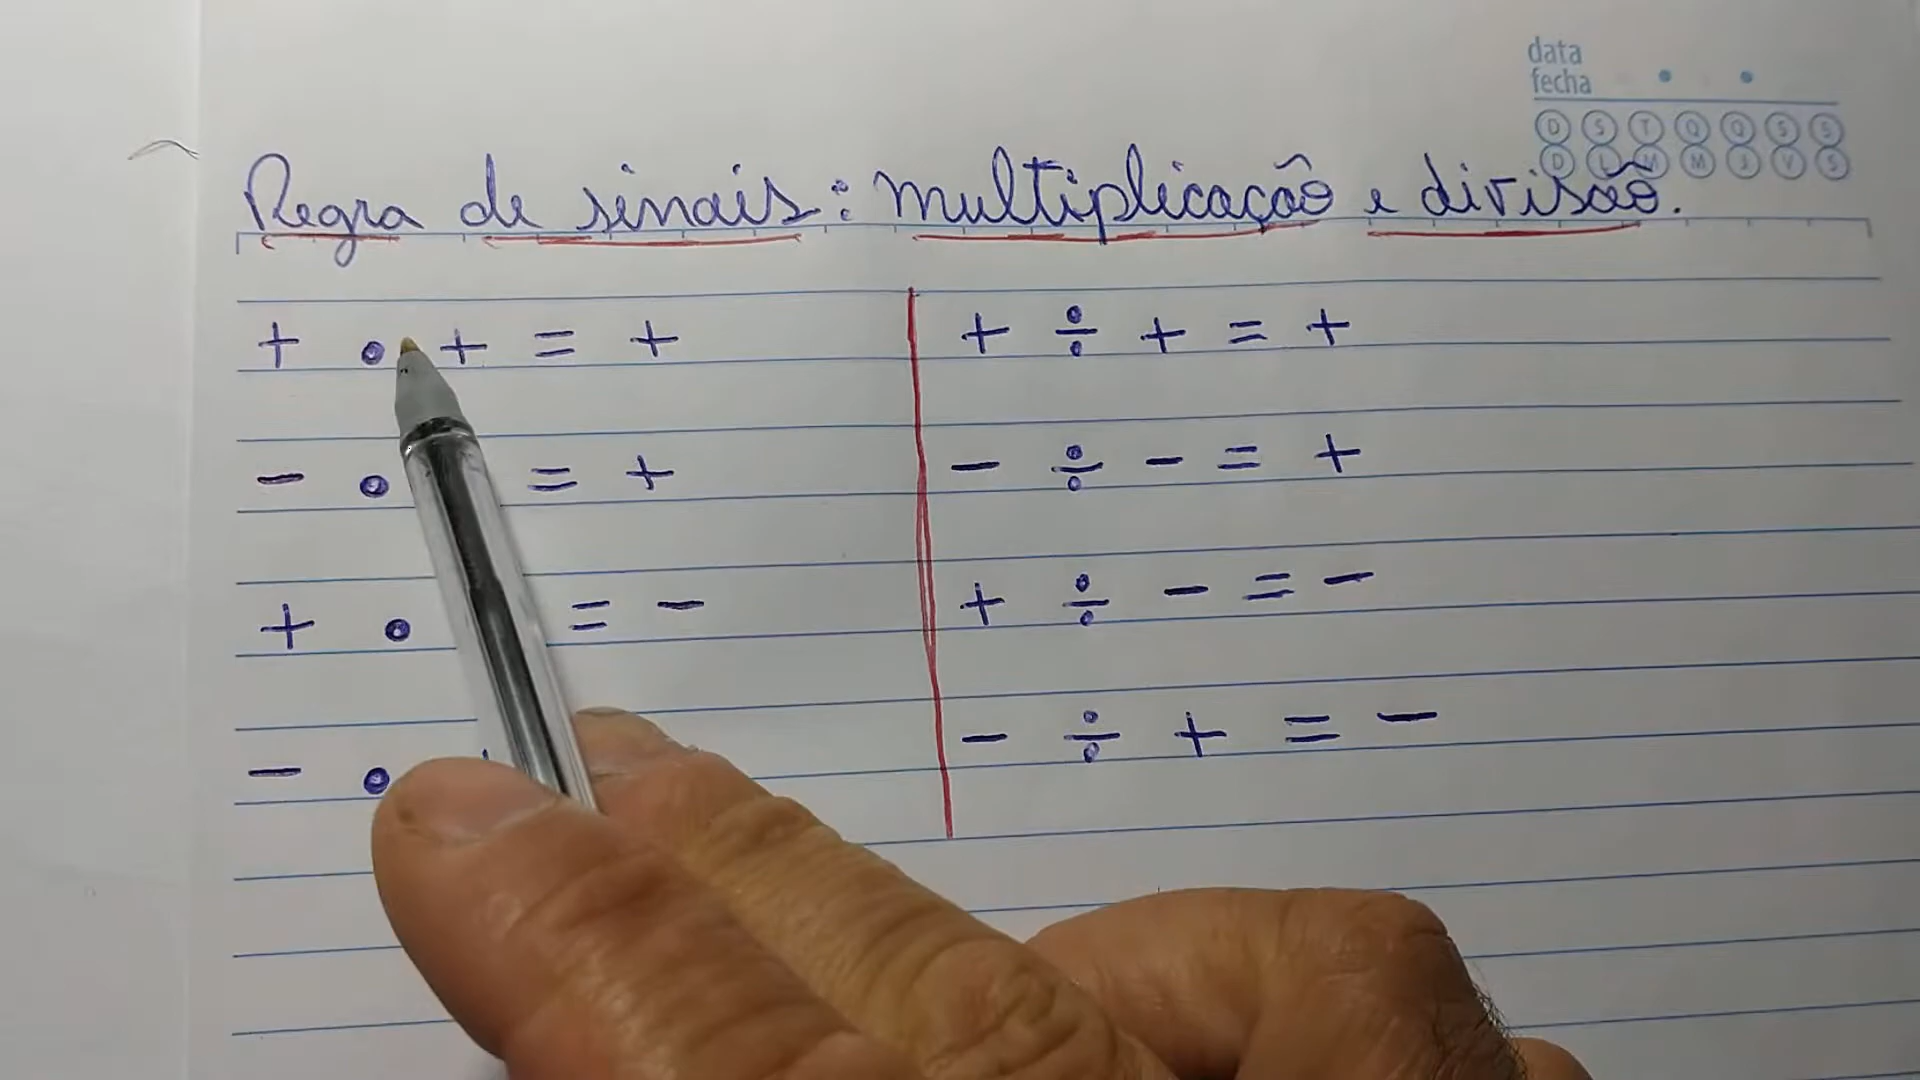 data
fecha
D S T Q Q S S
D L M M J V S
Regra de sinais: multiplicação e divisão.
+ • + = + + ÷ + = +
- • = + - ÷ - = +
+ • = - + ÷ - = -
- • - ÷ + = -